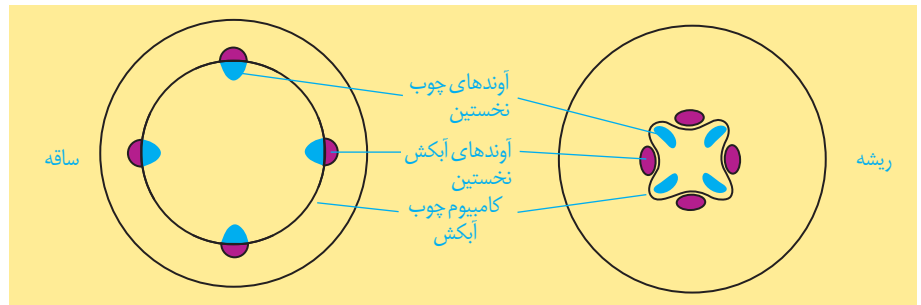 آوندهای چوب
نخستین
ریشه
آوندهای آبکش
نخستین
ساقه
کامبیوم چوب
آبکش